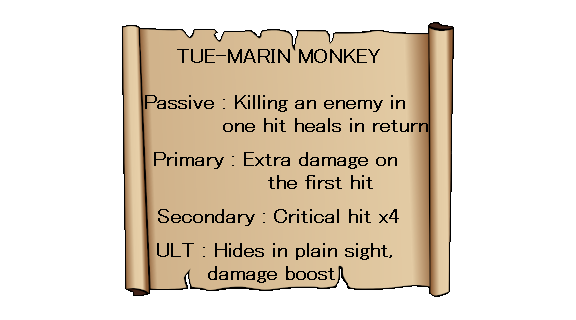 TUE-MARIN MONKEY
Passive : Killing an enemy in
one hit heals in return
Primary : Extra damage on
the first hit
Secondary : Critical hit x4
ULT : Hides in plain sight,
damage boost